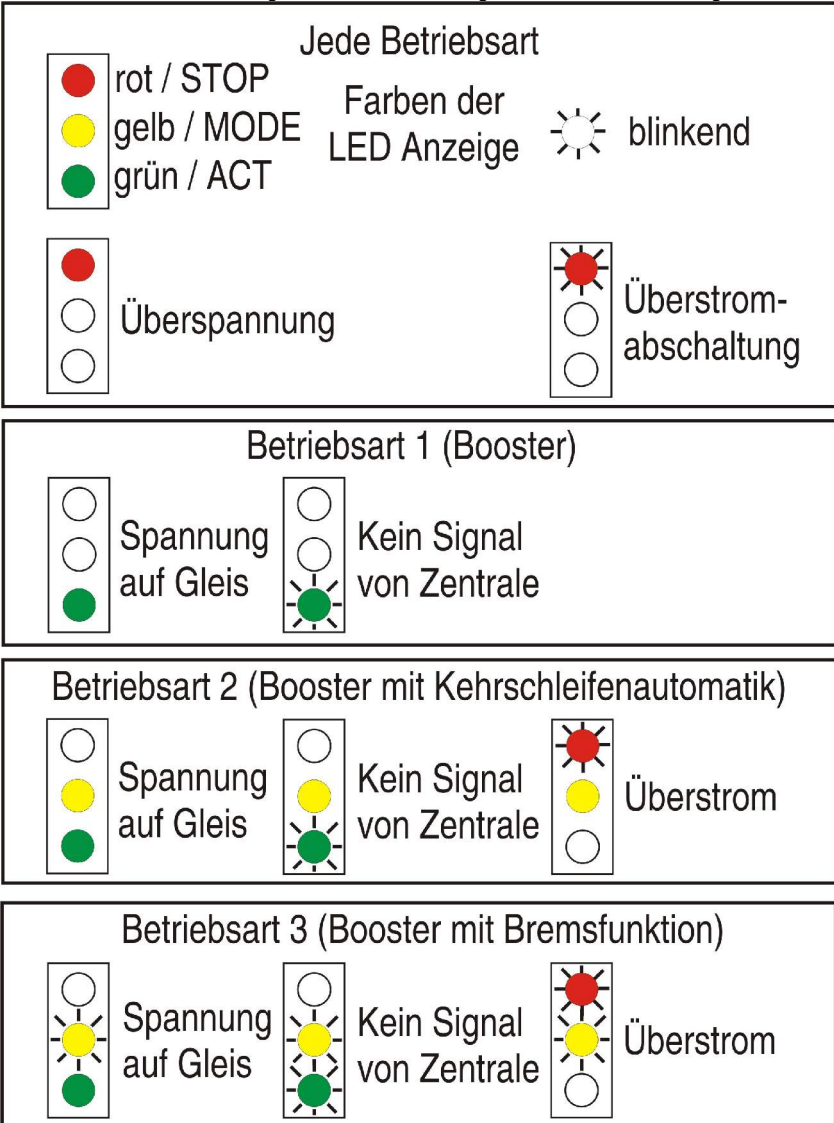 Jede Betriebsart
rot / STOP
gelb / MODE
grün / ACT
Farben der
LED Anzeige
blinkend
Überspannung
Überstrom-
abschaltung
Betriebsart 1 (Booster)
Spannung
auf Gleis
Kein Signal
von Zentrale
Betriebsart 2 (Booster mit Kehrschleifenautomatik)
Spannung
auf Gleis
Kein Signal
von Zentrale
Überstrom
Betriebsart 3 (Booster mit Bremsfunktion)
Spannung
auf Gleis
Kein Signal
von Zentrale
Überstrom